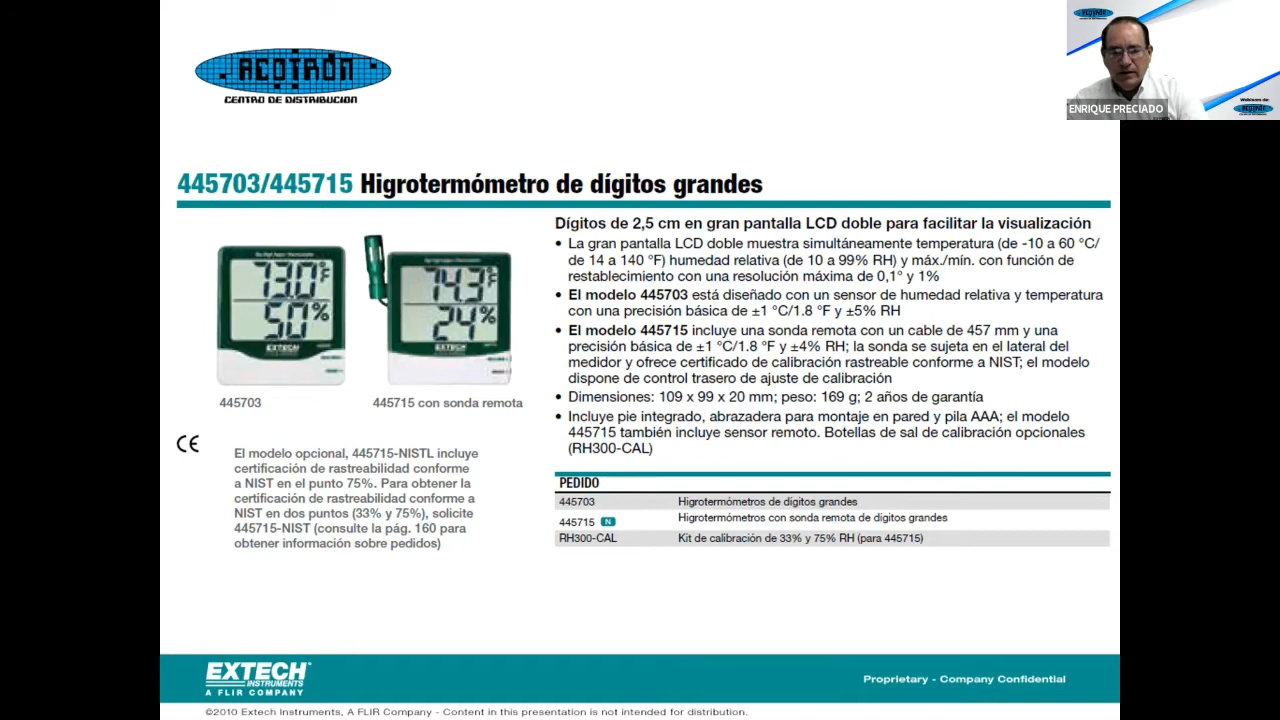 ACOTRÓN
CENTRO DE DISTRIBUCION
ENRIQUE PRECIADO
Webinars de:
445703/445715 Higrotermómetro de dígitos grandes
73.0°F
50%
EXTECH
74.3°F
24%
EXTECH
445703
445715 con sonda remota
CE
El modelo opcional, 445715-NISTL incluye
certificación de rastreabilidad conforme
a NIST en el punto 75%. Para obtener la
certificación de rastreabilidad conforme a
NIST en dos puntos (33% y 75%), solicite
445715-NIST (consulte la pág. 160 para
obtener información sobre pedidos)
Dígitos de 2,5 cm en gran pantalla LCD doble para facilitar la visualización
• La gran pantalla LCD doble muestra simultáneamente temperatura (de -10 a 60 °C/
de 14 a 140 °F) humedad relativa (de 10 a 99% RH) y máx./mín. con función de
restablecimiento con una resolución máxima de 0,1° y 1%
• El modelo 445703 está diseñado con un sensor de humedad relativa y temperatura
con una precisión básica de ±1 °C/1.8 °F y ±5% RH
• El modelo 445715 incluye una sonda remota con un cable de 457 mm y una
precisión básica de ±1 °C/1.8 °F y ±4% RH; la sonda se sujeta en el lateral del
medidor y ofrece certificado de calibración rastreable conforme a NIST; el modelo
dispone de control trasero de ajuste de calibración
• Dimensiones: 109 x 99 x 20 mm; peso: 169 g; 2 años de garantía
• Incluye pie integrado, abrazadera para montaje en pared y pila AAA; el modelo
445715 también incluye sensor remoto. Botellas de sal de calibración opcionales
(RH300-CAL)
PEDIDO
445703 Higrotermómetros de dígitos grandes
445715 N Higrotermómetros con sonda remota de dígitos grandes
RH300-CAL Kit de calibración de 33% y 75% RH (para 445715)
EXTECH
INSTRUMENTS
A FLIR COMPANY
Proprietary - Company Confidential
©2010 Extech Instruments, A FLIR Company - Content in this presentation is not intended for distribution.